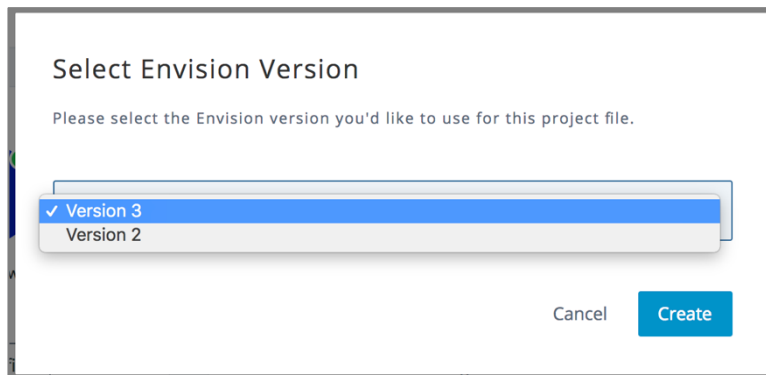 Select Envision Version
Please select the Envision version you'd like to use for this project file.
✓ Version 3
Version 2
Cancel
Create